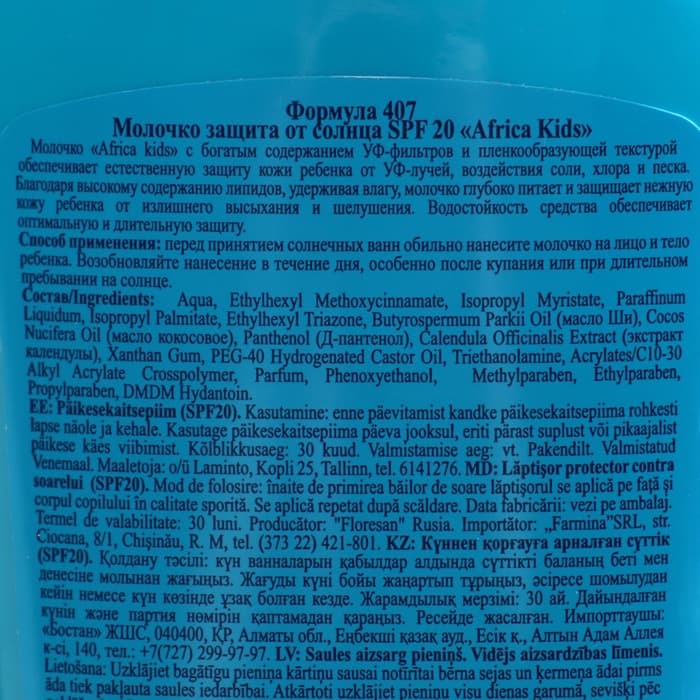 Формула 407
Молочко защита от солнца SPF 20 «Africa Kids»
Молочко «Africa kids» с богатым содержанием УФ-фильтров и пленкообразующей текстурой
обеспечивает естественную защиту кожи ребенка от УФ-лучей, воздействия соли, хлора и песка.
Благодаря высокому содержанию липидов, удерживая влагу, молочко глубоко питает и защищает нежную
кожу ребенка от излишнего высыхания и шелушения. Водостойкость средства обеспечивает
оптимальную и длительную защиту.
Способ применения: перед принятием солнечных ванн обильно нанесите молочко на лицо и тело
ребенка. Возобновляйте нанесение в течение дня, особенно после купания или при длительном
пребывании на солнце.
Состав/Ingredients: Aqua, Ethylhexyl Methoxycinnamate, Isopropyl Myristate, Paraffinum
Liquidum, Isopropyl Palmitate, Ethylhexyl Triazone, Butyrospermum Parkii Oil (масло Ши), Cocos
Nucifera Oil (масло кокосовое), Panthenol (Д-пантенол), Calendula Officinalis Extract (экстракт
календулы), Xanthan Gum, PEG-40 Hydrogenated Castor Oil, Triethanolamine, Acrylates/C10-30
Alkyl Acrylate Crosspolymer, Parfum, Phenoxyethanol, Methylparaben, Ethylparaben,
Propylparaben, DMDM Hydantoin.
EE: Päikesekaitsepiim (SPF20). Kasutamine: enne päevitamist kandke päikesekaitsepiima rohkesti
lapse näole ja kehale. Kasutage päikesekaitsepiima päeva jooksul, eriti pärast suplust või pikaajalist
päikese käes viibimist. Kõlblikkusaeg: 30 kuud. Valmistamise aeg: vt. Pakendilt. Valmistatud
Venemaal. Maaletoja: o/ü Laminto, Kopli 25, Tallinn, tel. 6141276. MD: Lăptişor protector contra
soarelui (SPF20). Mod de folosire: înaite de primirea băilor de soare lăptişorul se aplică pe faţă şi
corpul copilului în calitate sporită. Se aplică repetat după scăldare. Data fabricării: vezi pe ambalaj.
Termel de valabilitate: 30 luni. Producător: "Floresan" Rusia. Importător: „Farmina”SRL, str.
Ciocana, 8/1, Chişinău, R. M, tel. (373 22) 421-801. KZ: Күннен қорғауға арналған сүттік
(SPF20). Қолдану тәсілі: күн ванналарын қабылдар алдында сүттікті баланың беті мен
денесіне молынан жағыңыз. Жағуды күні бойы жаңартып тұрыңыз, әсіресе шомылудан
кейін немесе күн көзінде ұзақ болған кезде. Жарамдылық мерзімі: 30 ай. Дайындалған
күнін және партия нөмірін қаптамадан қараңыз. Ресейде жасалған. Импорттаушы:
«Бостан» ЖШС, 040400, ҚР, Алматы обл., Еңбекші қазақ ауд., Есік қ., Алтын Адам Аллея
к-сі, 140, тел.: +7(727) 299-97-97. LV: Saules aizsarg pieniņš. Vidējs aizsardzības līmenis.
Lietošana: Uzklājiet bagātīgu pieniņa kārtiņu sausai notīrītai bērna sejas un ķermeņa ādai pirms
āda tiek pakļauta saules iedarbībai. Atkārtoti uzklājiet pieniņu visu dienas garumā, sevišķi pēc